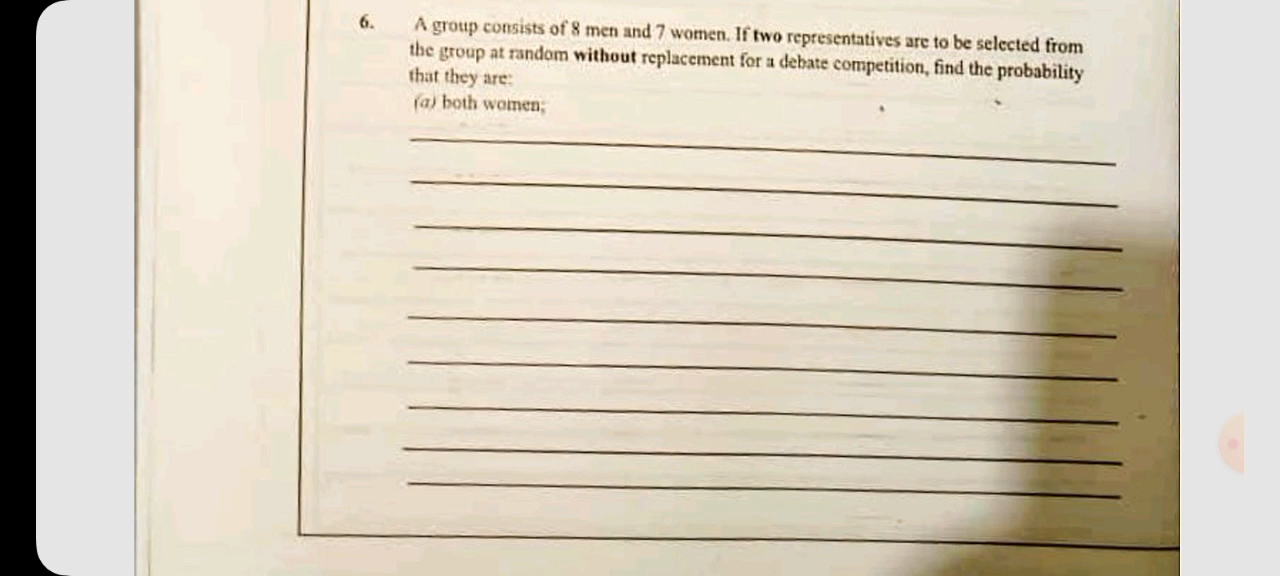 6. A group consists of 8 men and 7 women. If two representatives are to be selected from
the group at random without replacement for a debate competition, find the probability
that they are:
(a) both women;